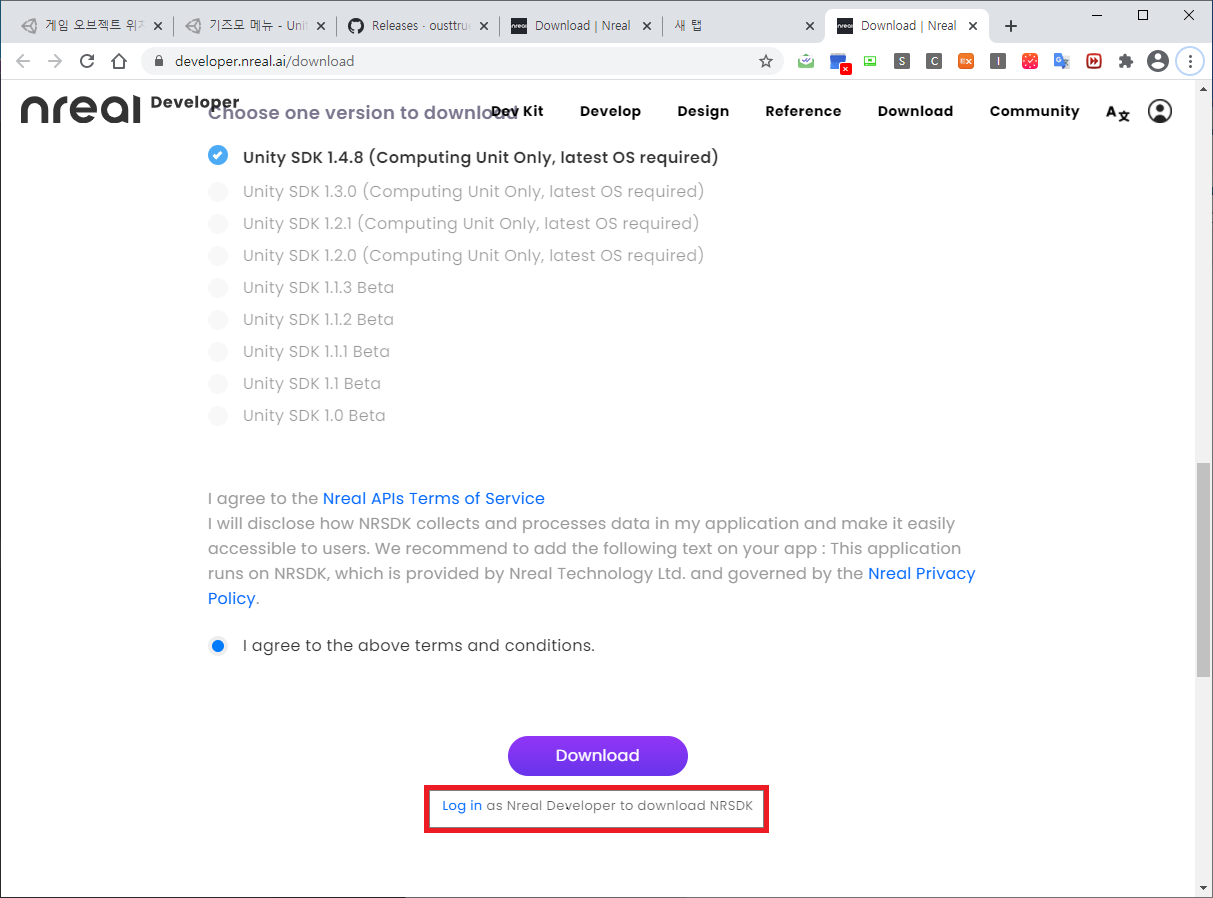 게임 오브젝트 위치
기즈모 메뉴 - Unit
Releases · ousttrue
Download | Nreal
새 탭
Download | Nreal
developer.nreal.ai/download
nreal Developer
Choose one version to download
Dev Kit
Develop
Design
Reference
Download
Community
Unity SDK 1.4.8 (Computing Unit Only, latest OS required)
Unity SDK 1.3.0 (Computing Unit Only, latest OS required)
Unity SDK 1.2.1 (Computing Unit Only, latest OS required)
Unity SDK 1.2.0 (Computing Unit Only, latest OS required)
Unity SDK 1.1.3 Beta
Unity SDK 1.1.2 Beta
Unity SDK 1.1.1 Beta
Unity SDK 1.1 Beta
Unity SDK 1.0 Beta
I agree to the Nreal APIs Terms of Service
I will disclose how NRSDK collects and processes data in my application and make it easily
accessible to users. We recommend to add the following text on your app : This application
runs on NRSDK, which is provided by Nreal Technology Ltd. and governed by the Nreal Privacy
Policy.
I agree to the above terms and conditions.
Download
Log in as Nreal Developer to download NRSDK